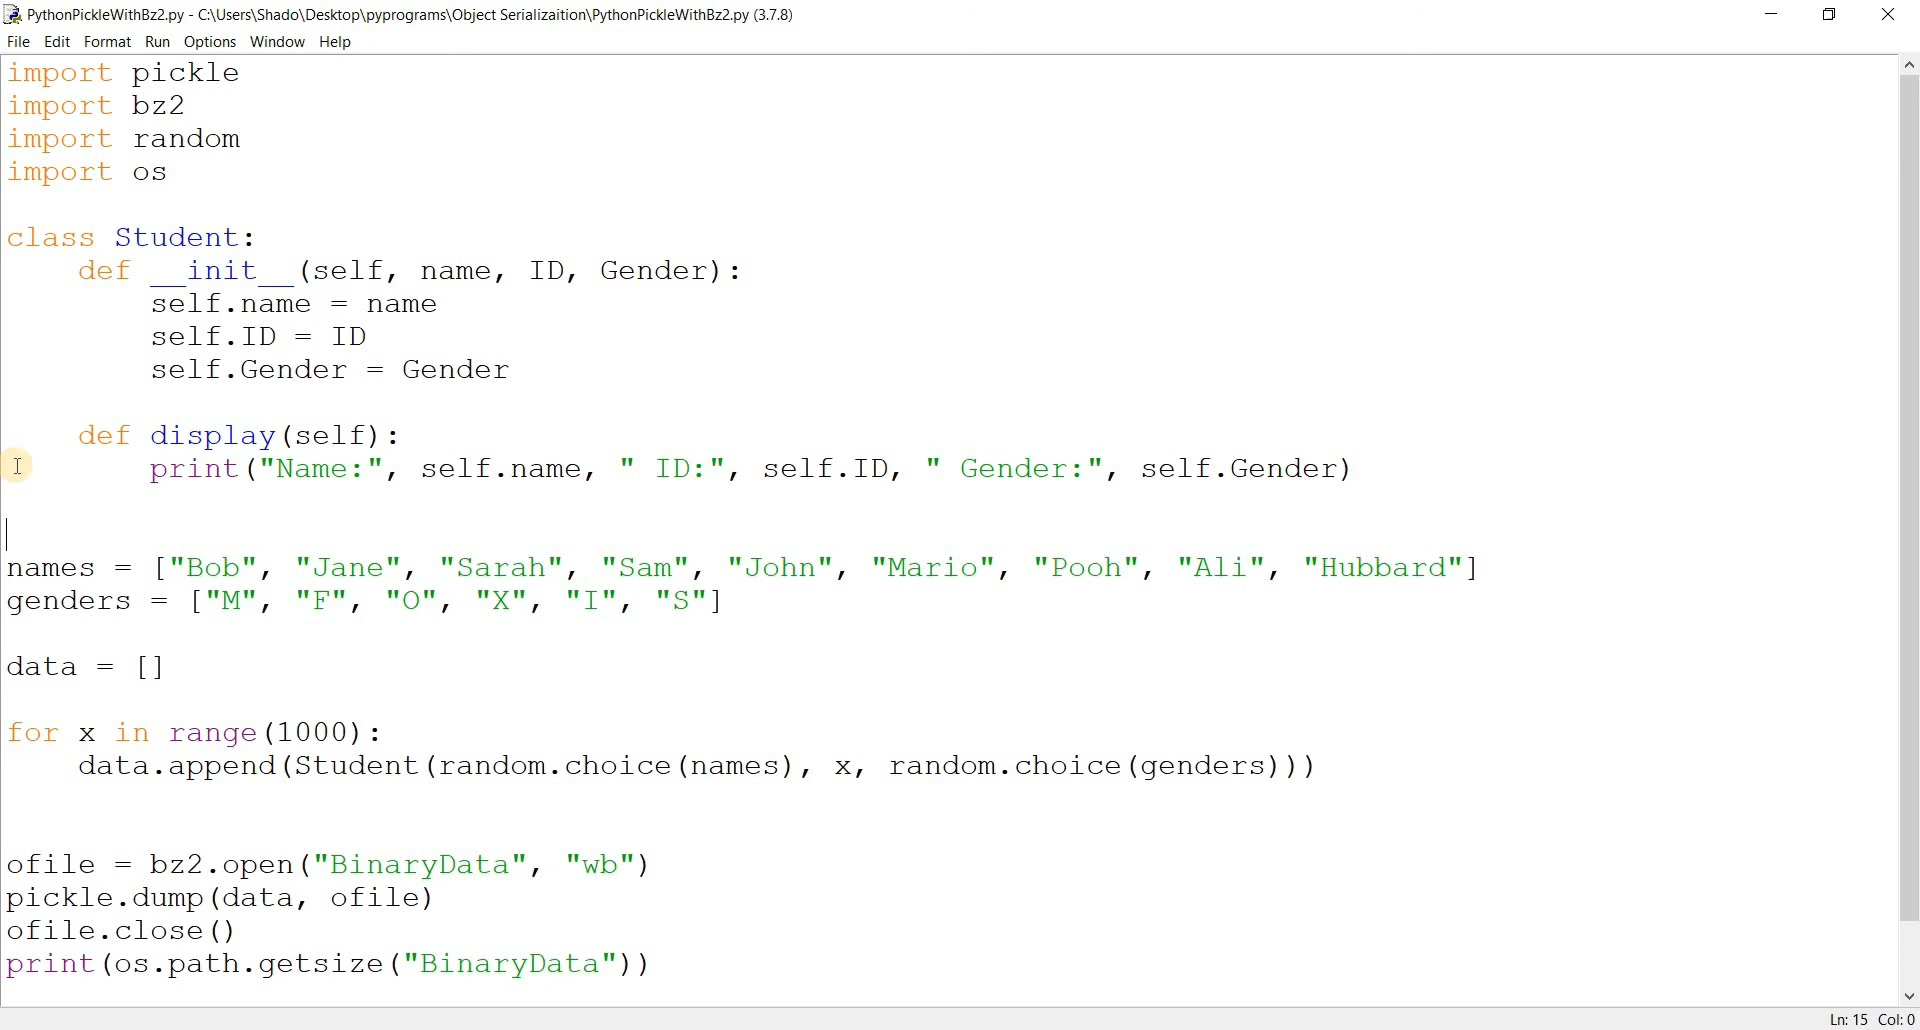 PythonPickleWithBz2.py - C:\Users\Shado\Desktop\pyprograms\Object Serializaition\PythonPickleWithBz2.py (3.7.8)
File Edit Format Run Options Window Help
import pickle
import bz2
import random
import os
class Student:
    def __init__(self, name, ID, Gender):
        self.name = name
        self.ID = ID
        self.Gender = Gender
    def display(self):
        print("Name:", self.name, " ID:", self.ID, " Gender:", self.Gender)
names = ["Bob", "Jane", "Sarah", "Sam", "John", "Mario", "Pooh", "Ali", "Hubbard"]
genders = ["M", "F", "O", "X", "I", "S"]
data = []
for x in range(1000):
    data.append(Student(random.choice(names), x, random.choice(genders)))
ofile = bz2.open("BinaryData", "wb")
pickle.dump(data, ofile)
ofile.close()
print(os.path.getsize("BinaryData"))
Ln: 15 Col: 0